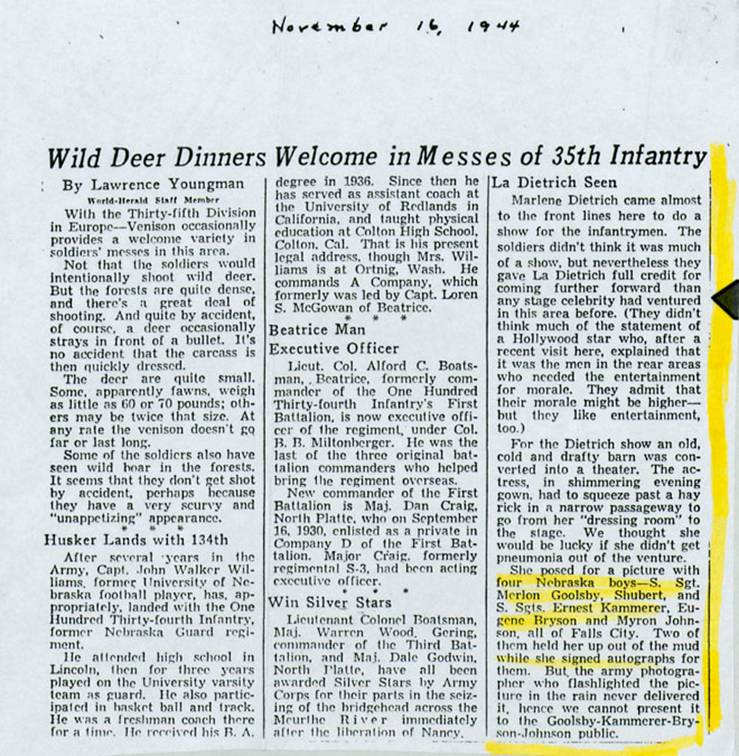 November 16, 1944
Wild Deer Dinners Welcome in Messes of 35th Infantry
By Lawrence Youngman
World-Herald Staff Member
With the Thirty-fifth Division
in Europe—Venison occasionally
provides a welcome variety in
soldiers' messes in this area.
Not that the soldiers would
intentionally shoot wild deer.
But the forests are quite dense,
and there's a great deal of
shooting. And quite by accident,
of course, a deer occasionally
strays in front of a bullet. It's
no accident that the carcass is
then quickly dressed.
The deer are quite small.
Some, apparently fawns, weigh
as little as 60 or 70 pounds; oth-
ers may be twice that size. At
any rate the venison doesn't go
far or last long.
Some of the soldiers also have
seen wild boar in the forests.
It seems that they don't get shot
by accident, perhaps because
they have a very scurvy and
"unappetizing" appearance.
* * *
Husker Lands with 134th
After several years in the
Army, Capt. John Walker Wil-
liams, former University of Ne-
braska football player, has, ap-
propriately, landed with the One
Hundred Thirty-fourth Infantry,
former Nebraska Guard regi-
ment.
He attended high school in
Lincoln, then for three years
played on the University varsity
team as guard. He also partic-
ipated in basket ball and track.
He was a freshman coach there
for a time. He received his B. A.
degree in 1936. Since then he
has served as assistant coach at
the University of Redlands in
California, and taught physical
education at Colton High School,
Colton, Cal. That is his present
legal address, though Mrs. Wil-
liams is at Ortnig, Wash. He
commands A Company, which
formerly was led by Capt. Loren
S. McGowan of Beatrice.
* * *
Beatrice Man
Executive Officer
Lieut. Col. Alford C. Boats-
man, Beatrice, formerly com-
mander of the One Hundred
Thirty-fourth Infantry's First
Battalion, is now executive offi-
cer of the regiment, under Col.
B. B. Miltonberger. He was the
last of the three original bat-
talion commanders who helped
bring the regiment overseas.
New commander of the First
Battalion is Maj. Dan Craig,
North Platte, who on September
16, 1930, enlisted as a private in
Company D of the First Bat-
talion. Major Craig, formerly
regimental S-3, had been acting
executive officer.
* * *
Win Silver Stars
Lieutenant Colonel Boatsman,
Maj. Warren Wood, Gering,
commander of the Third Bat-
talion, and Maj. Dale Godwin,
North Platte, have all been
awarded Silver Stars by Army
Corps for their parts in the seiz-
ing of the bridgehead across the
Meurthe River immediately
after the liberation of Nancy.
La Dietrich Seen
Marlene Dietrich came almost
to the front lines here to do a
show for the infantrymen. The
soldiers didn't think it was much
of a show, but nevertheless they
gave La Dietrich full credit for
coming further forward than
any stage celebrity had ventured
in this area before. (They didn't
think much of the statement of
a Hollywood star who, after a
recent visit here, explained that
it was the men in the rear areas
who needed the entertainment
for morale. They admit that
their morale might be higher—
but they like entertainment,
too.)
For the Dietrich show an old,
cold and drafty barn was con-
verted into a theater. The ac-
tress, in shimmering evening
gown, had to squeeze past a hay
rick in a narrow passageway to
go from her "dressing room" to
the stage. We thought she
would be lucky if she didn't get
pneumonia out of the venture.
She posed for a picture with
four Nebraska boys—S. Sgt.
Merlon Goolsby, Shubert, and
S. Sgts. Ernest Kammerer, Eu-
gene Bryson and Myron John-
son, all of Falls City. Two of
them held her up out of the mud
while she signed autographs for
them. But the army photogra-
pher who flashlighted the pic-
ture in the rain never delivered
it, hence we cannot present it
to the Goolsby-Kammerer-Bry-
son-Johnson public.